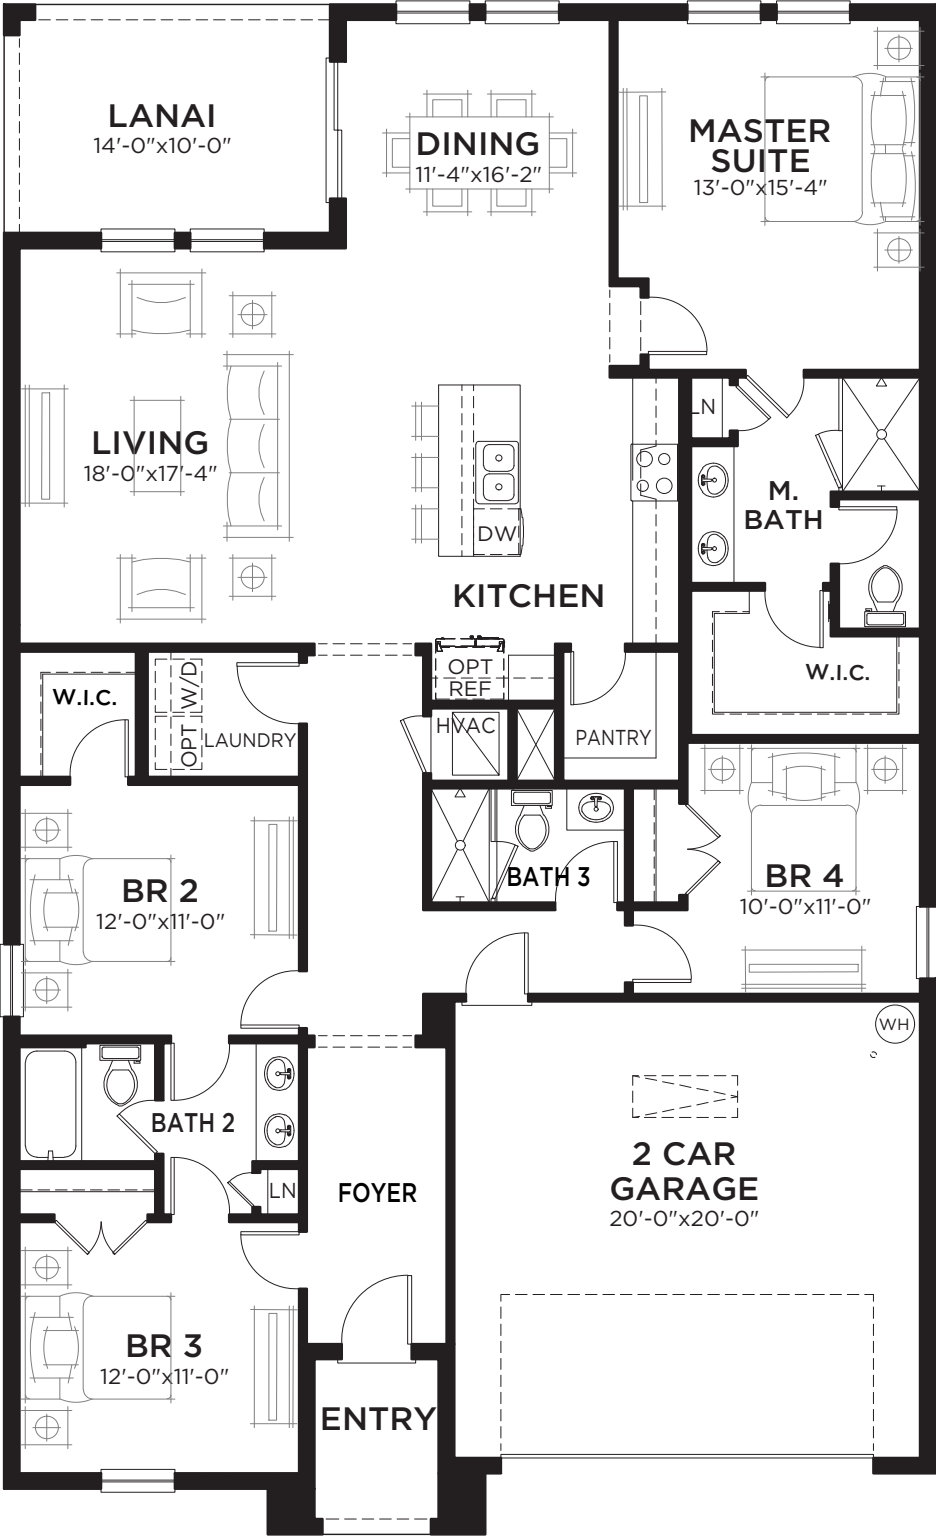 LANAI
14'-0"x10'-0"
DINING
11'-4"x16'-2"
MASTER
SUITE
13'-0"x15'-4"
LIVING
18'-0"x17'-4"
DW
KITCHEN
LN
M.
BATH
W.I.C.
W.I.C.
OPT W/D
LAUNDRY
OPT
REF
HVAC
PANTRY
BR 2
12'-0"x11'-0"
BATH 3
BR 4
10'-0"x11'-0"
WH
BATH 2
LN
FOYER
2 CAR
GARAGE
20'-0"x20'-0"
BR 3
12'-0"x11'-0"
ENTRY